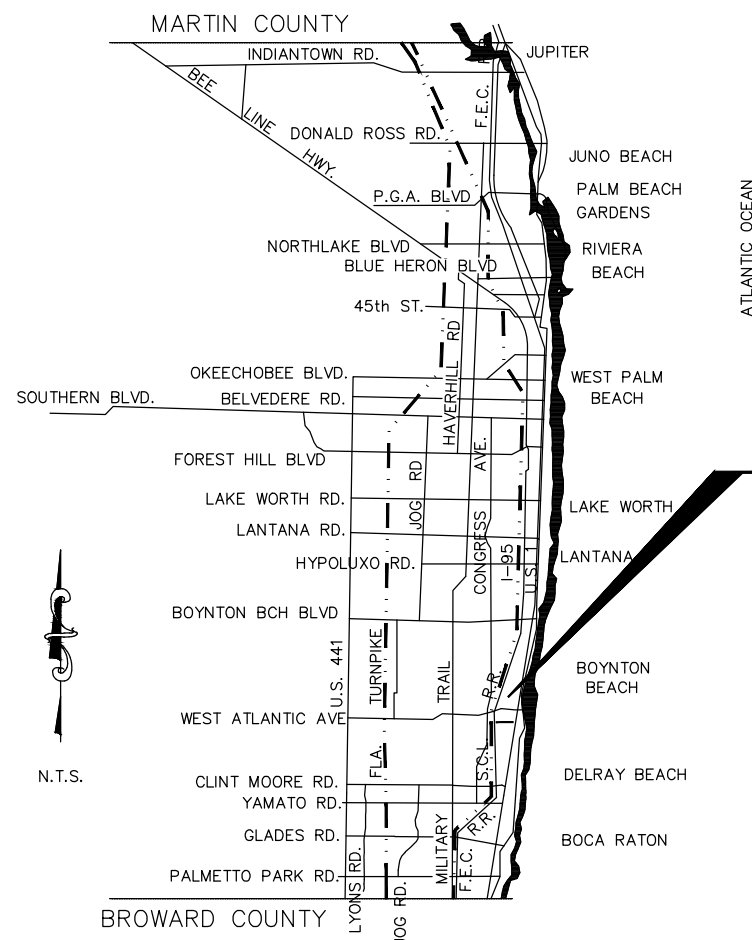 MARTIN COUNTY
INDIANTOWN RD.
JUPITER
BEE
LINE
HWY.
F.E.C.
DONALD ROSS RD.
JUNO BEACH
P.G.A. BLVD
PALM BEACH
GARDENS
ATLANTIC OCEAN
NORTHLAKE BLVD
RIVIERA
BEACH
BLUE HERON BLVD
45th ST.
HAVERHILL RD
OKEECHOBEE BLVD.
WEST PALM
BEACH
SOUTHERN BLVD.
BELVEDERE RD.
FOREST HILL BLVD
JOG RD
CONGRESS AVE.
LAKE WORTH RD.
LAKE WORTH
LANTANA RD.
I-95
U.S. 1
HYPOLUXO RD.
LANTANA
BOYNTON BCH BLVD
U.S. 441
FLA. TURNPIKE
MILITARY TRAIL
S.C.L. R.R.
BOYNTON
BEACH
WEST ATLANTIC AVE
N.T.S.
CLINT MOORE RD.
DELRAY BEACH
YAMATO RD.
F.E.C. R.R.
GLADES RD.
BOCA RATON
PALMETTO PARK RD.
LYONS RD.
JOG RD.
BROWARD COUNTY